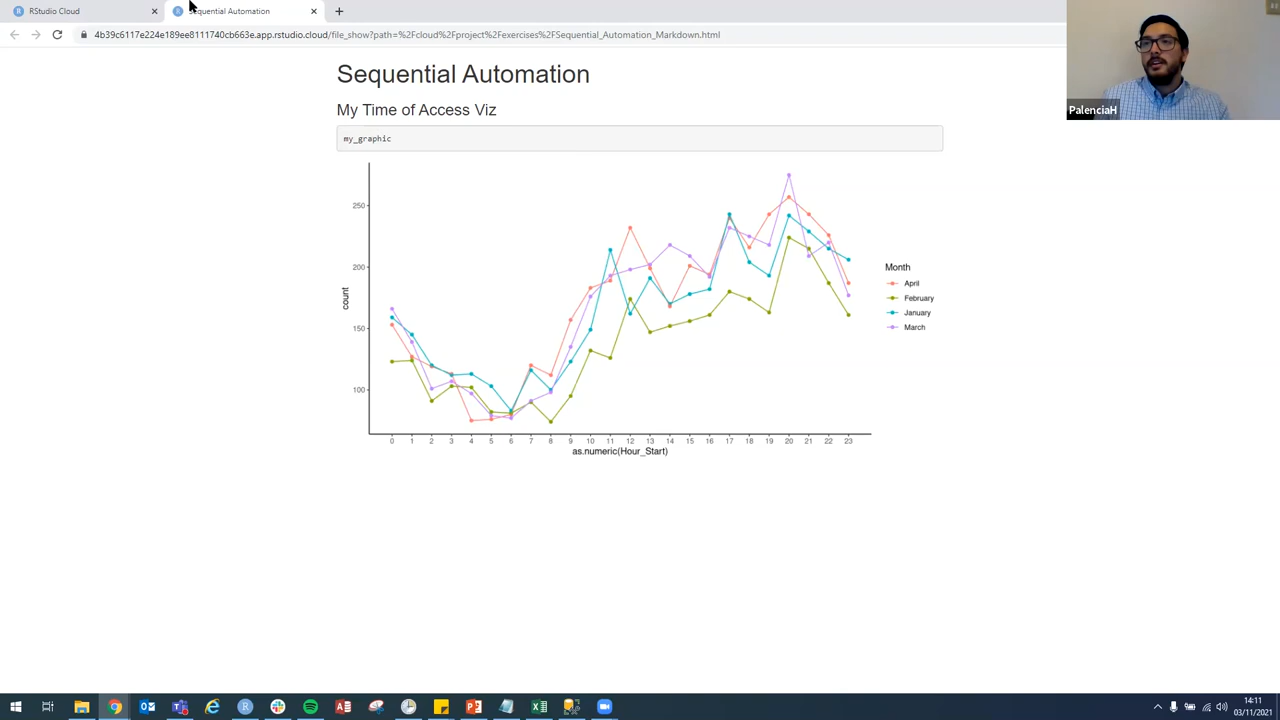 RStudio Cloud
Sequential Automation
4b39c6117e224e189ee8111740cb663e.app.rstudio.cloud/file_show?path=%2Fcloud%2Fproject%2Fexercises%2FSequential_Automation_Markdown.html
PalenciaH
Sequential Automation
My Time of Access Viz
my_graphic
250
200
150
100
count
0 1 2 3 4 5 6 7 8 9 10 11 12 13 14 15 16 17 18 19 20 21 22 23
as.numeric(Hour_Start)
Month
April
February
January
March
14:11
03/11/2021